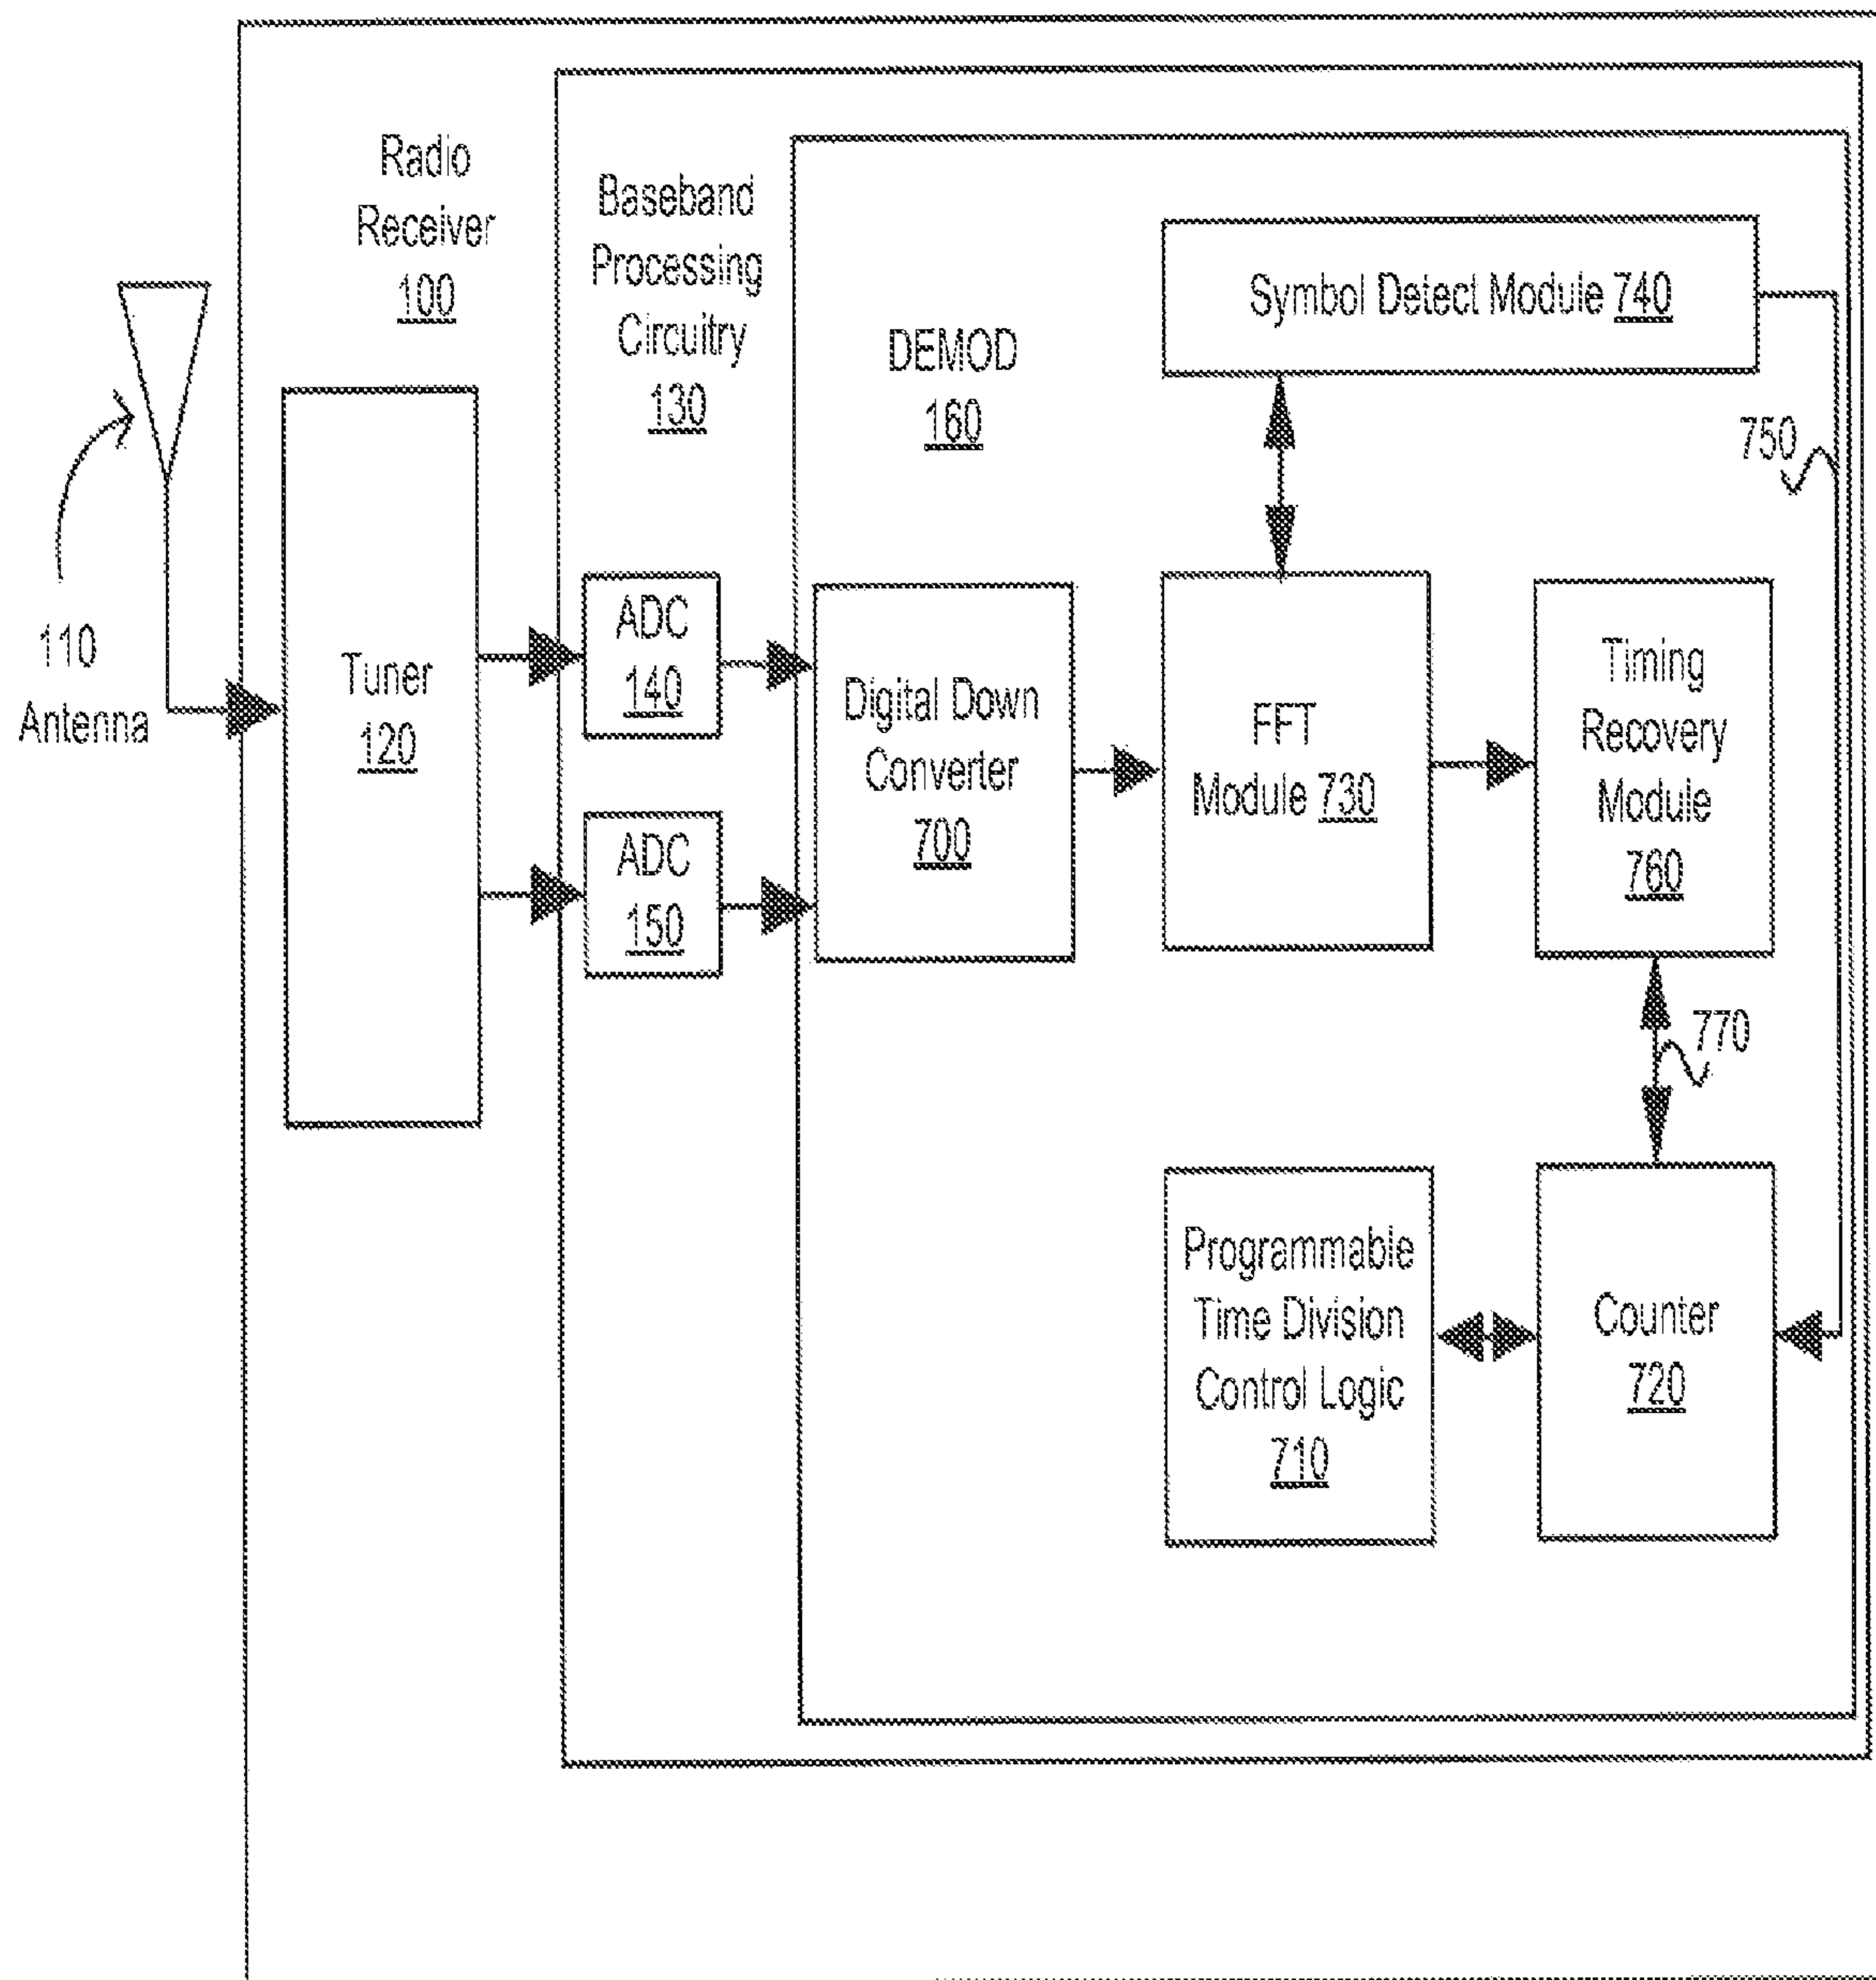 Radio
Receiver
100
Baseband
Processing
Circuitry
130
DEMOD
160
Symbol Detect Module 740
750
110
Antenna
Tuner
120
ADC
140
ADC
150
Digital Down
Converter
700
FFT
Module 730
Timing
Recovery
Module
760
770
Programmable
Time Division
Control Logic
710
Counter
720